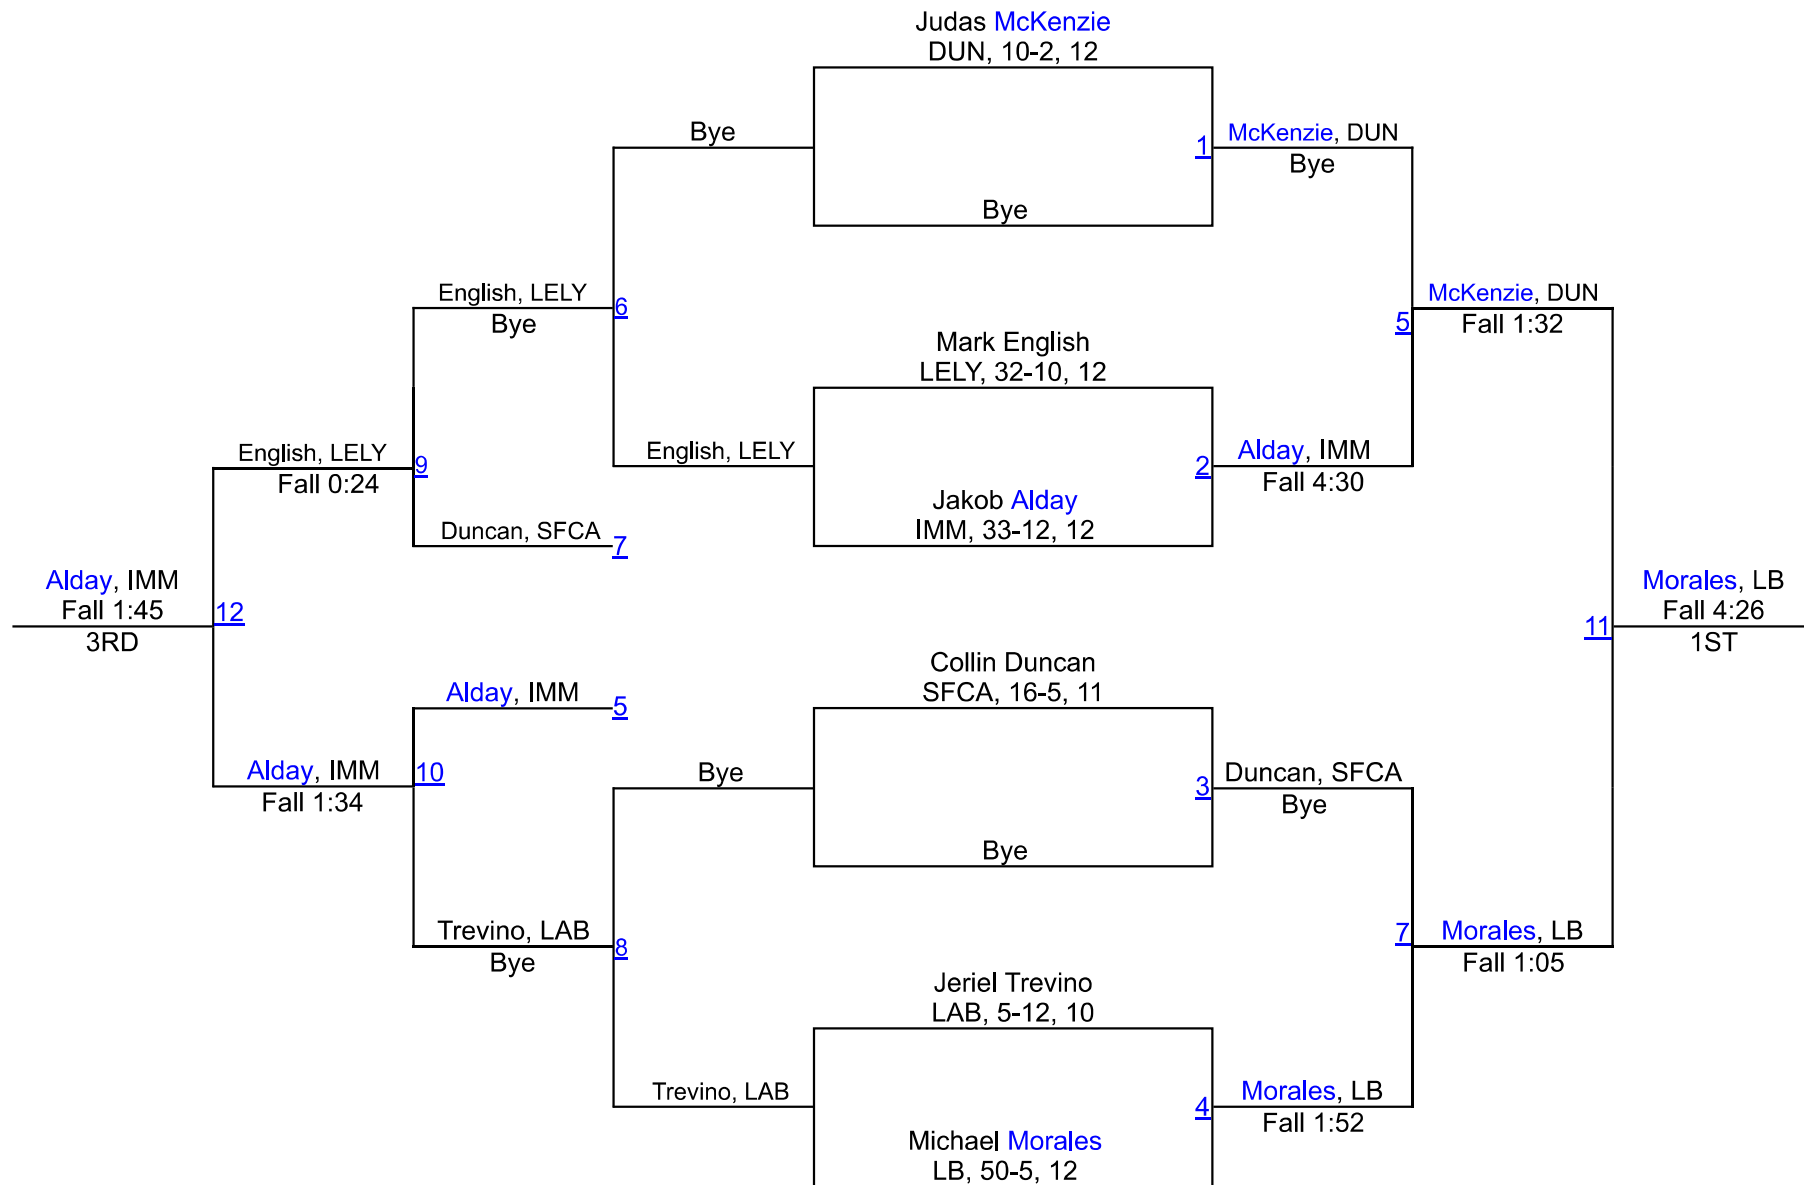 Judas McKenzie
DUN, 10-2, 12
Bye
1
McKenzie, DUN
Bye
Bye
English, LELY
Bye
6
McKenzie, DUN
Fall 1:32
5
Mark English
LELY, 32-10, 12
English, LELY
Fall 0:24
9
English, LELY
2
Alday, IMM
Fall 4:30
Jakob Alday
IMM, 33-12, 12
Duncan, SFCA
7
Alday, IMM
Fall 1:45
3RD
12
11
Morales, LB
Fall 4:26
1ST
Collin Duncan
SFCA, 16-5, 11
Alday, IMM
5
Alday, IMM
Fall 1:34
10
Bye
3
Duncan, SFCA
Bye
Bye
Trevino, LAB
Bye
8
7
Morales, LB
Fall 1:05
Jeriel Trevino
LAB, 5-12, 10
Trevino, LAB
4
Morales, LB
Fall 1:52
Michael Morales
LB, 50-5, 12